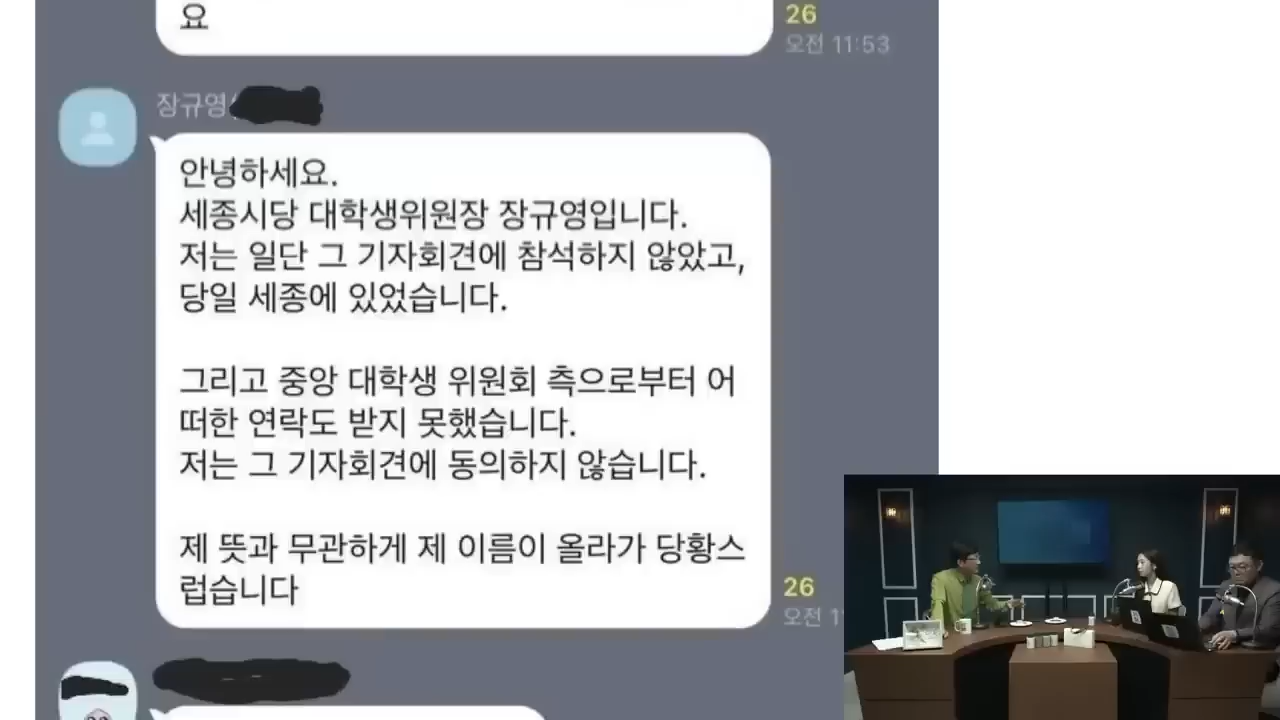 요
26
오전 11:53
장규영(
안녕하세요.
세종시당 대학생위원장 장규영입니다.
저는 일단 그 기자회견에 참석하지 않았고,
당일 세종에 있었습니다.
그리고 중앙 대학생 위원회 측으로부터 어
떠한 연락도 받지 못했습니다.
저는 그 기자회견에 동의하지 않습니다.
제 뜻과 무관하게 제 이름이 올라가 당황스
럽습니다
26
오전